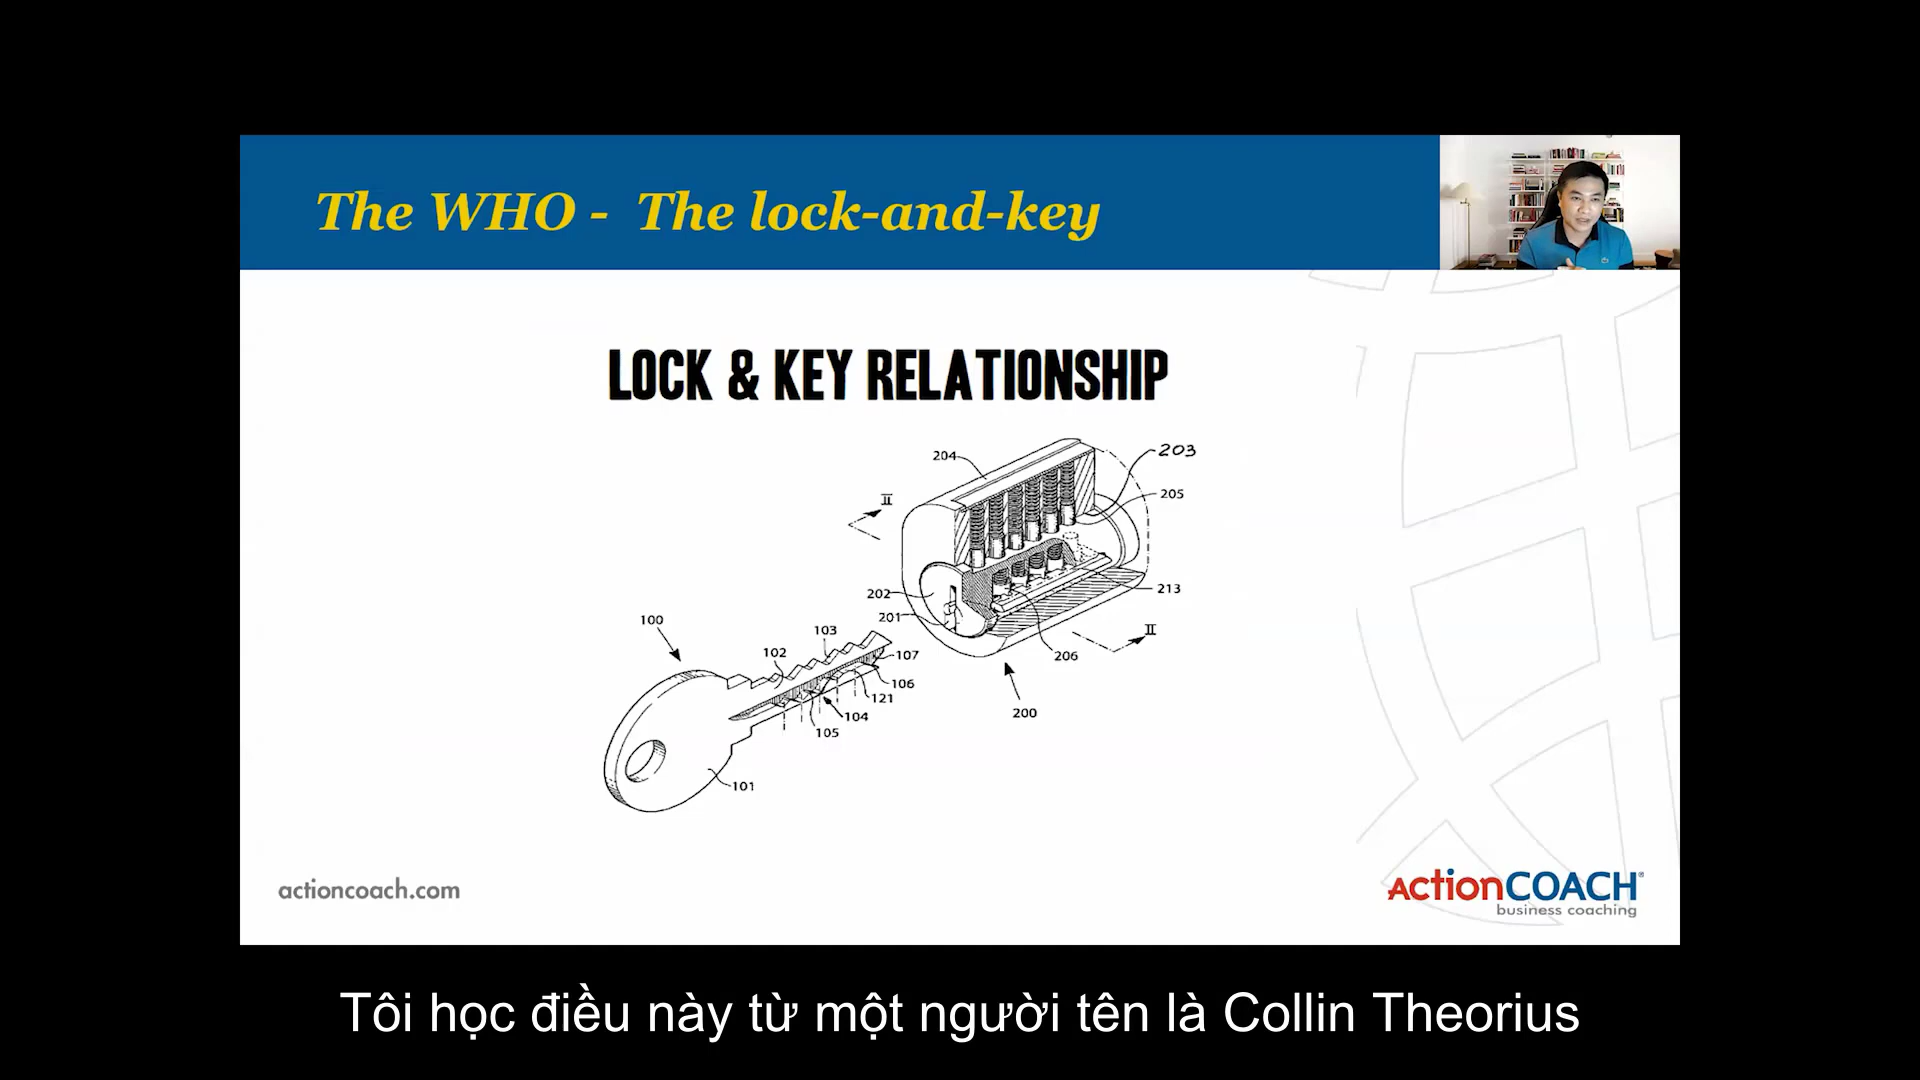 The WHO - The lock-and-key
LOCK & KEY RELATIONSHIP
204
203
II
205
202
213
201
II
100
103
206
102
107
106
121
200
104
105
101
actioncoach.com
ActionCOACH®
business coaching
Tôi học điều này từ một người tên là Collin Theorius